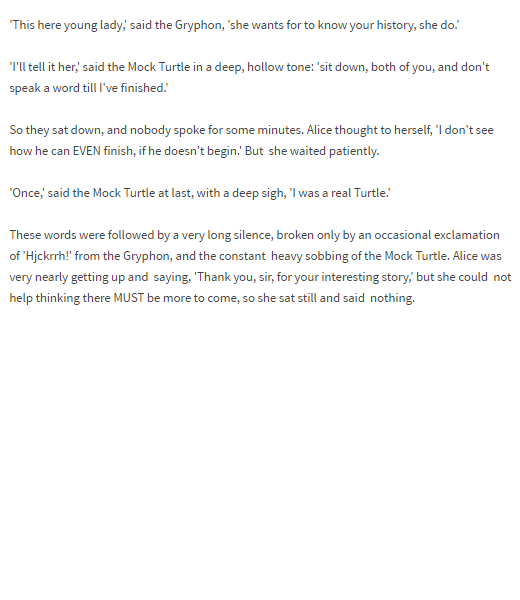 'This here young lady,' said the Gryphon, 'she wants for to know your history, she do.'
'I'll tell it her,' said the Mock Turtle in a deep, hollow tone: 'sit down, both of you, and don't
speak a word till I've finished.'
So they sat down, and nobody spoke for some minutes. Alice thought to herself, 'I don't see
how he can EVEN finish, if he doesn't begin.' But she waited patiently.
'Once,' said the Mock Turtle at last, with a deep sigh, 'I was a real Turtle.'
These words were followed by a very long silence, broken only by an occasional exclamation
of 'Hjckrrh!' from the Gryphon, and the constant heavy sobbing of the Mock Turtle. Alice was
very nearly getting up and saying, 'Thank you, sir, for your interesting story,' but she could not
help thinking there MUST be more to come, so she sat still and said nothing.